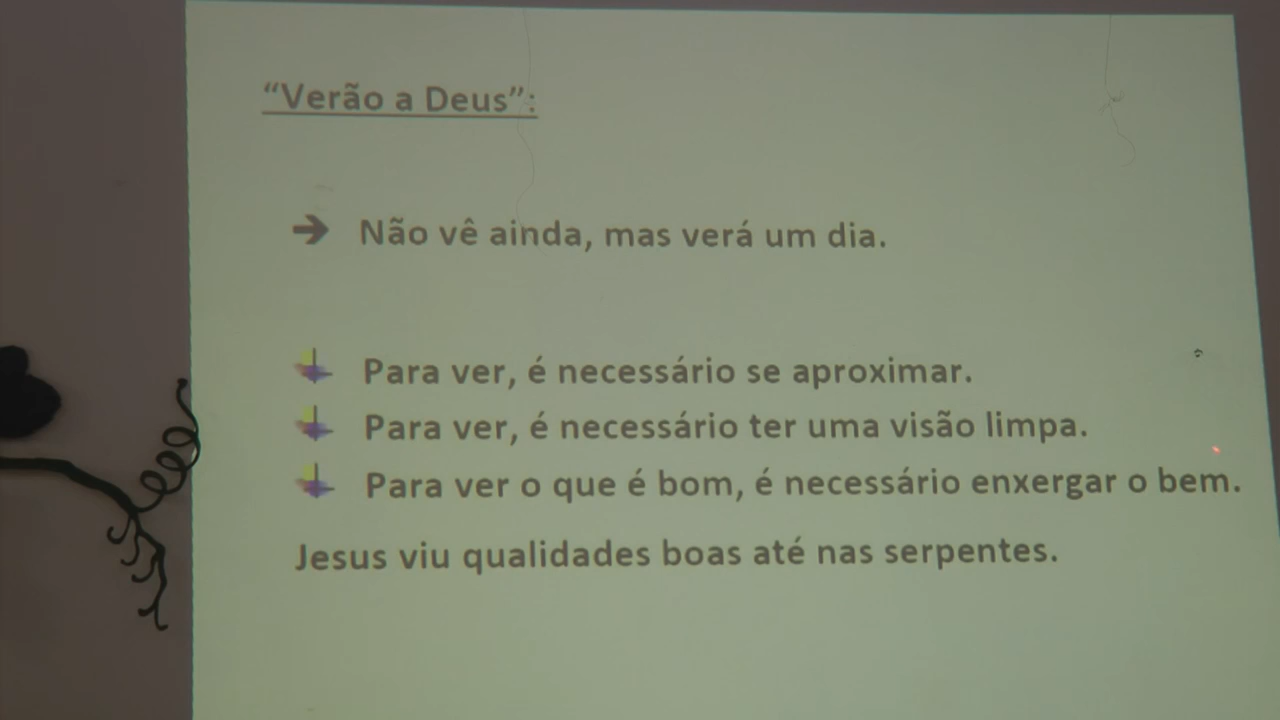 “Verão a Deus”:
➔ Não vê ainda, mas verá um dia.
Para ver, é necessário se aproximar.
Para ver, é necessário ter uma visão limpa.
Para ver o que é bom, é necessário enxergar o bem.
Jesus viu qualidades boas até nas serpentes.